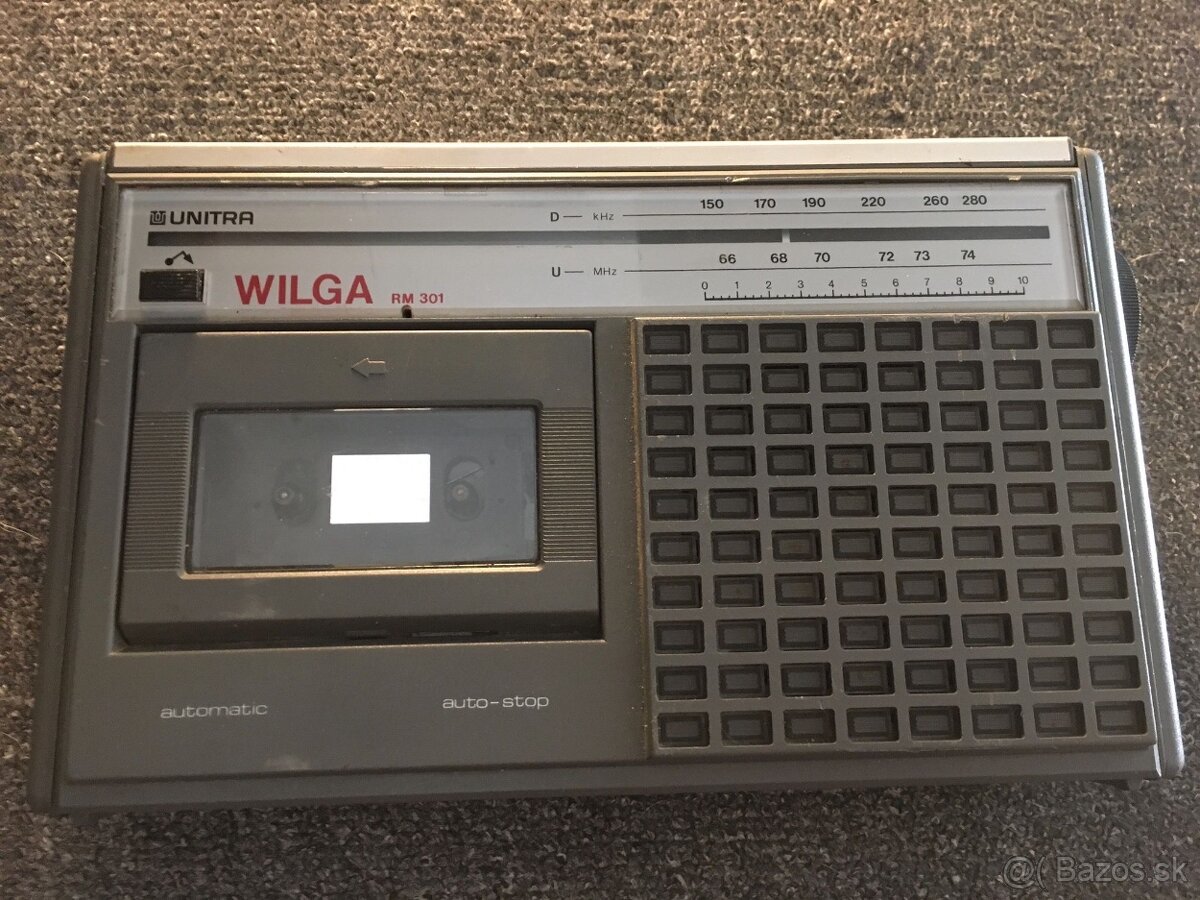 UNITRA
D kHz 150 170 190 220 260 280
U MHz 66 68 70 72 73 74
0 1 2 3 4 5 6 7 8 9 10
WILGA RM 301
automatic
auto-stop
@( Bazos.sk